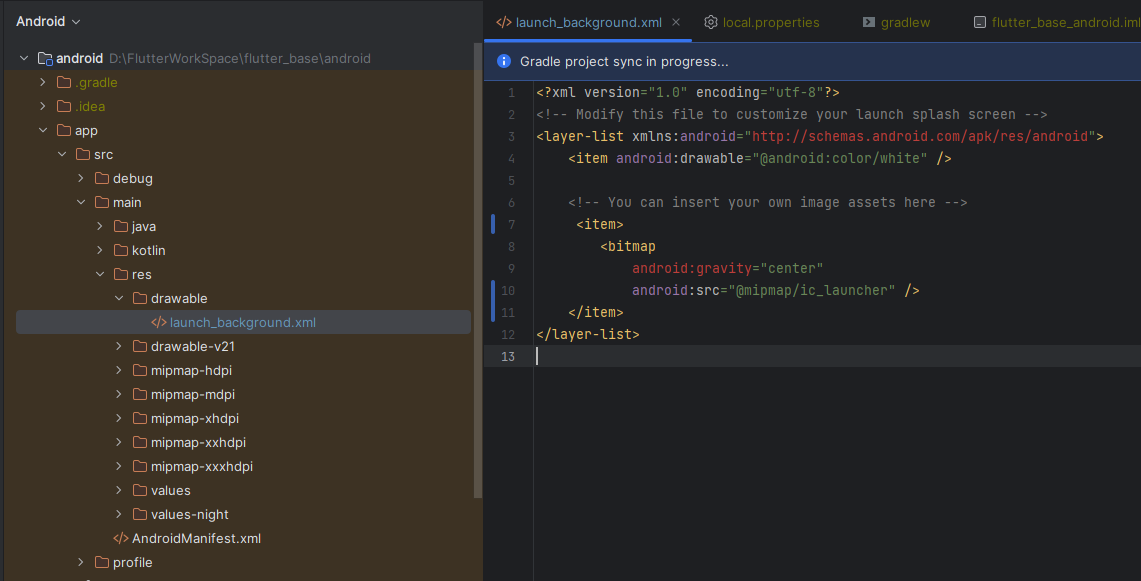 Android
android D:\FlutterWorkSpace\flutter_base\android
.gradle
.idea
app
src
debug
main
java
kotlin
res
drawable
launch_background.xml
drawable-v21
mipmap-hdpi
mipmap-mdpi
mipmap-xhdpi
mipmap-xxhdpi
mipmap-xxxhdpi
values
values-night
AndroidManifest.xml
profile
launch_background.xml local.properties gradlew flutter_base_android.iml
Gradle project sync in progress...
1 <?xml version="1.0" encoding="utf-8"?>
2 <!-- Modify this file to customize your launch splash screen -->
3 <layer-list xmlns:android="http://schemas.android.com/apk/res/android">
4 <item android:drawable="@android:color/white" />
5
6 <!-- You can insert your own image assets here -->
7 <item>
8 <bitmap
9 android:gravity="center"
10 android:src="@mipmap/ic_launcher" />
11 </item>
12 </layer-list>
13